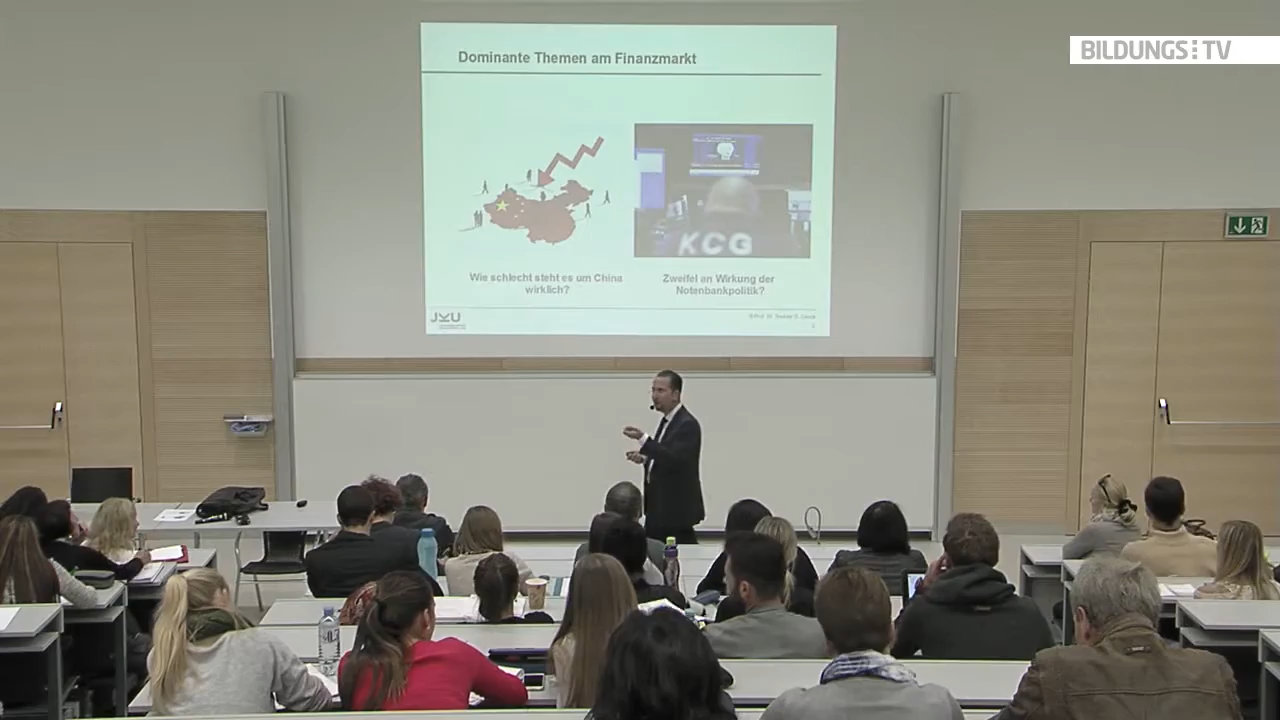 BILDUNGS TV
Dominante Themen am Finanzmarkt
KCG
Wie schlecht steht es um China
wirklich?
Zweifel an Wirkung der
Notenbankpolitik?
JKU